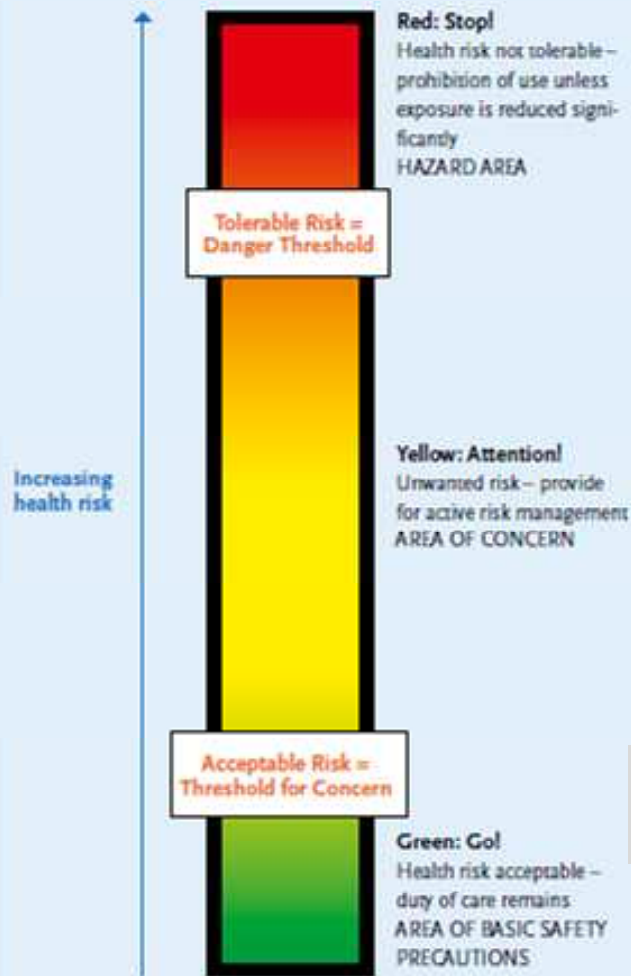 Red: Stop!
Health risk not tolerable –
prohibition of use unless
exposure is reduced signi-
ficantly
HAZARD AREA
Tolerable Risk =
Danger Threshold
Increasing
health risk
Yellow: Attention!
Unwanted risk – provide
for active risk management
AREA OF CONCERN
Acceptable Risk =
Threshold for Concern
Green: Go!
Health risk acceptable –
duty of care remains
AREA OF BASIC SAFETY
PRECAUTIONS